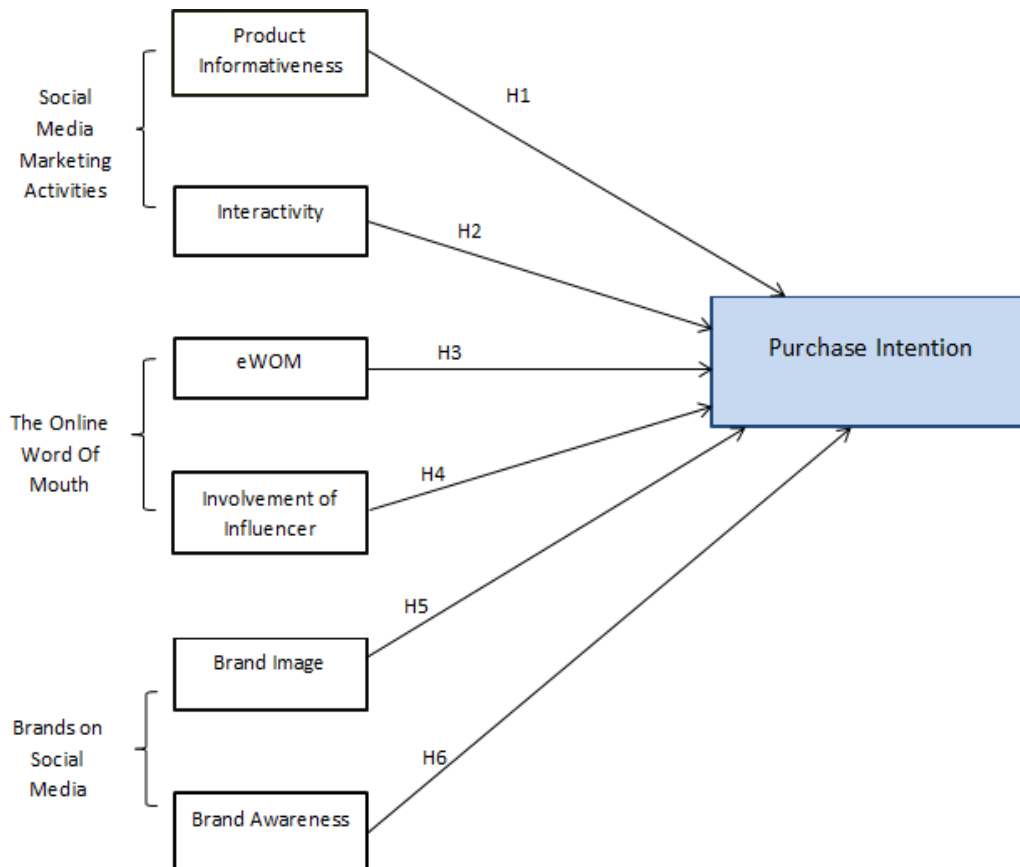 Product
Informativeness
H1
Social
Media
Marketing
Activities
Interactivity
H2
Purchase Intention
eWOM
H3
The Online
Word Of
Mouth
Involvement of
Influencer
H4
H5
Brand Image
Brands on
Social
Media
H6
Brand Awareness